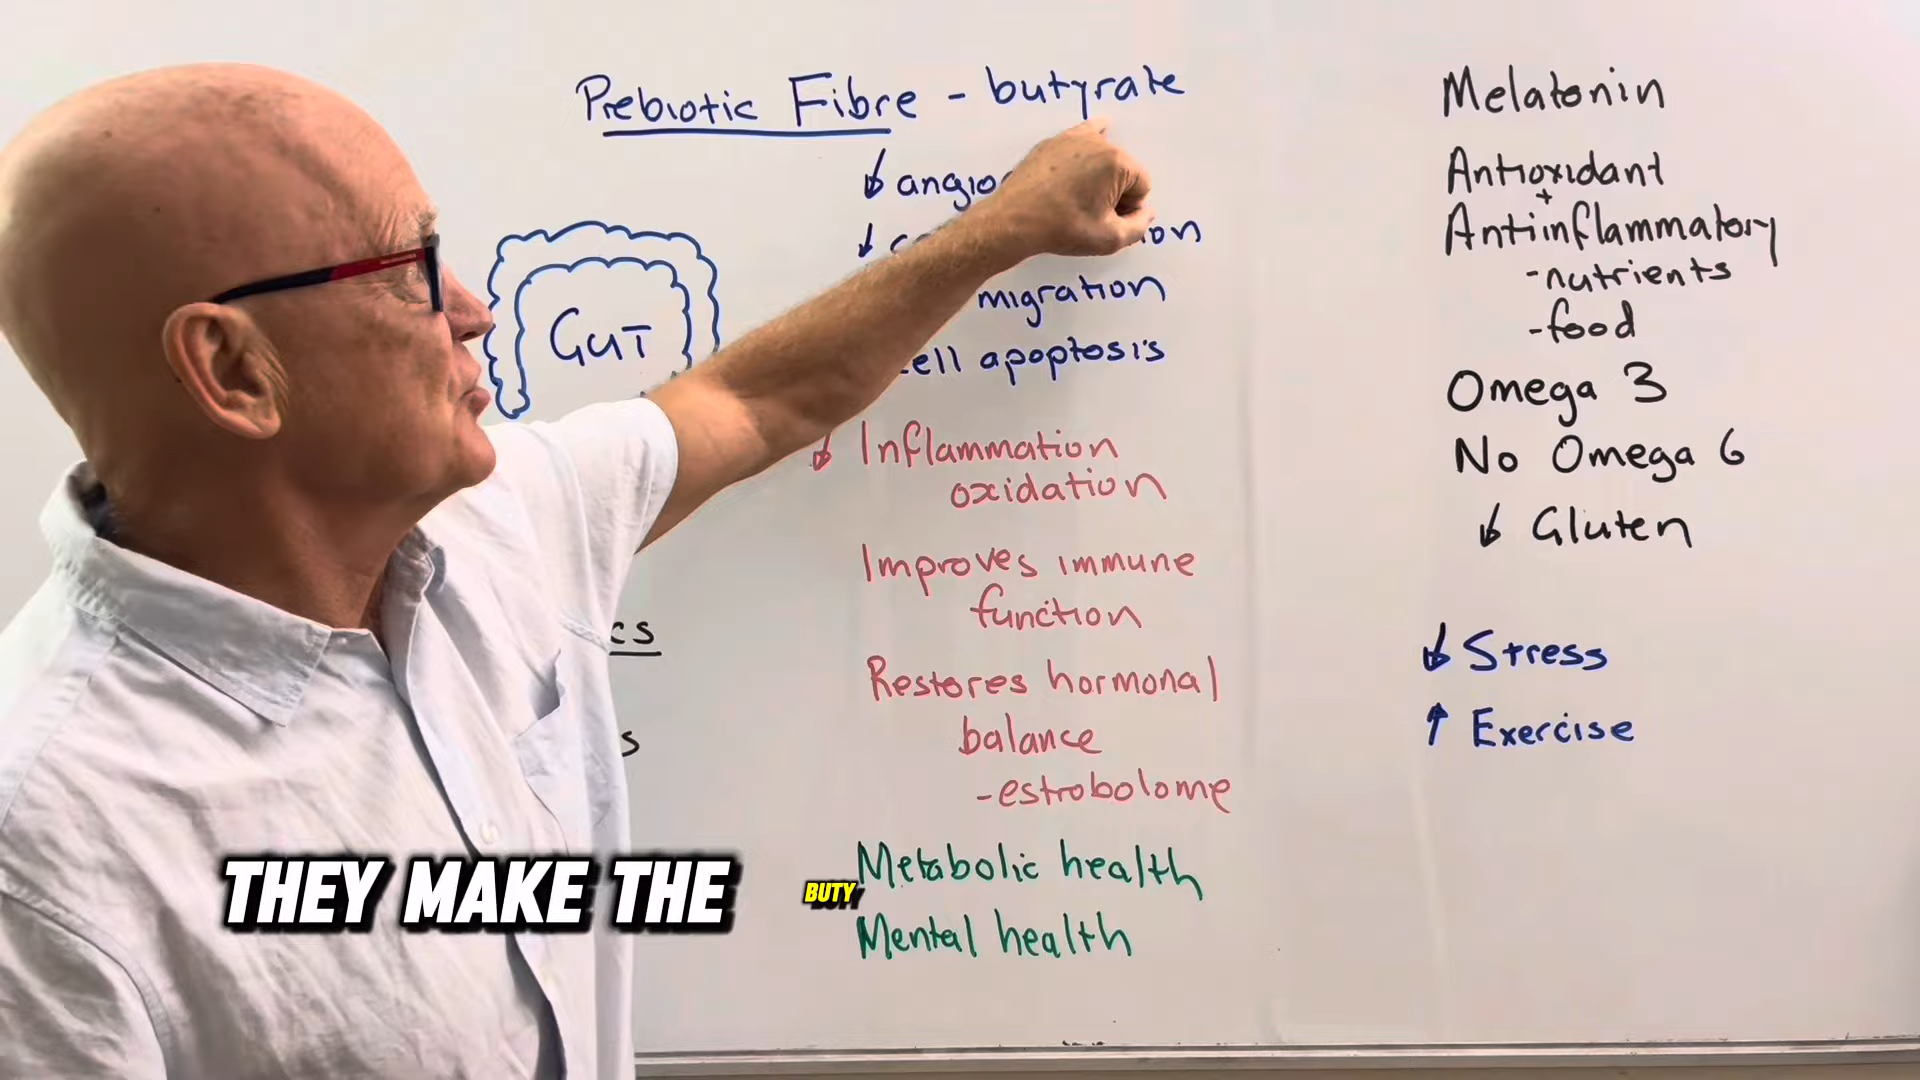 Prebiotic Fibre - butyrate
↓ angio
↓
migration
cell apoptosis
GUT
↓ Inflammation
oxidation
Improves immune
function
Restores hormonal
balance
- estrobolome
Metabolic health
Mental health
Melatonin
Antioxidant
+
Antiinflammatory
- nutrients
- food
Omega 3
No Omega 6
↓ Gluten
↓ Stress
↑ Exercise
THEY MAKE THE BUTY